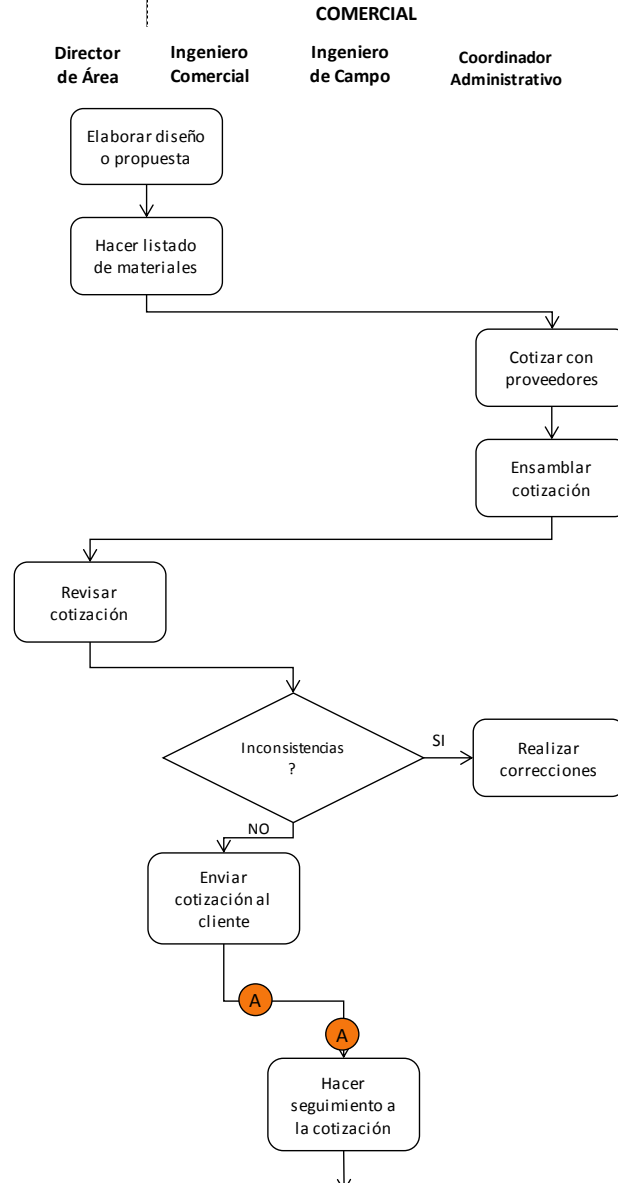 COMERCIAL
Director
de Área
Ingeniero
Comercial
Ingeniero
de Campo
Coordinador
Administrativo
Elaborar diseño
o propuesta
Hacer listado
de materiales
Cotizar con
proveedores
Ensamblar
cotización
Revisar
cotización
Inconsistencias
?
SI
Realizar
correcciones
NO
Enviar
cotización al
cliente
A
A
Hacer
seguimiento a
la cotización